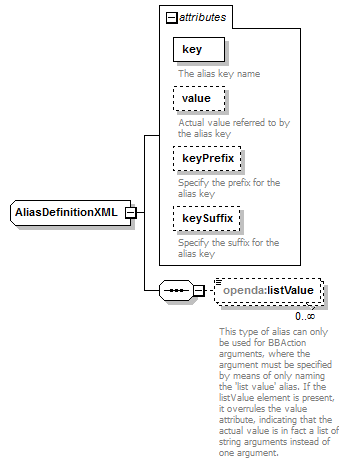 attributes
key
The alias key name
value
Actual value referred to by
the alias key
keyPrefix
Specify the prefix for the
alias key
keySuffix
Specify the suffix for the
alias key
AliasDefinitionXML
openda:listValue
0..∞
This type of alias can only
be used for BBAction
arguments, where the
argument must be specified
by means of only naming
the 'list value' alias. If the
listValue element is present,
it overrules the value
attribute, indicating that the
actual value is in fact a list of
string arguments instead of
one argument.